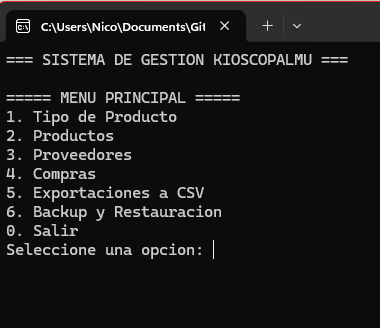 C:\Users\Nico\Documents\Git
=== SISTEMA DE GESTION KIOSCOPALMU ===
===== MENU PRINCIPAL =====
1. Tipo de Producto
2. Productos
3. Proveedores
4. Compras
5. Exportaciones a CSV
6. Backup y Restauracion
0. Salir
Seleccione una opcion: